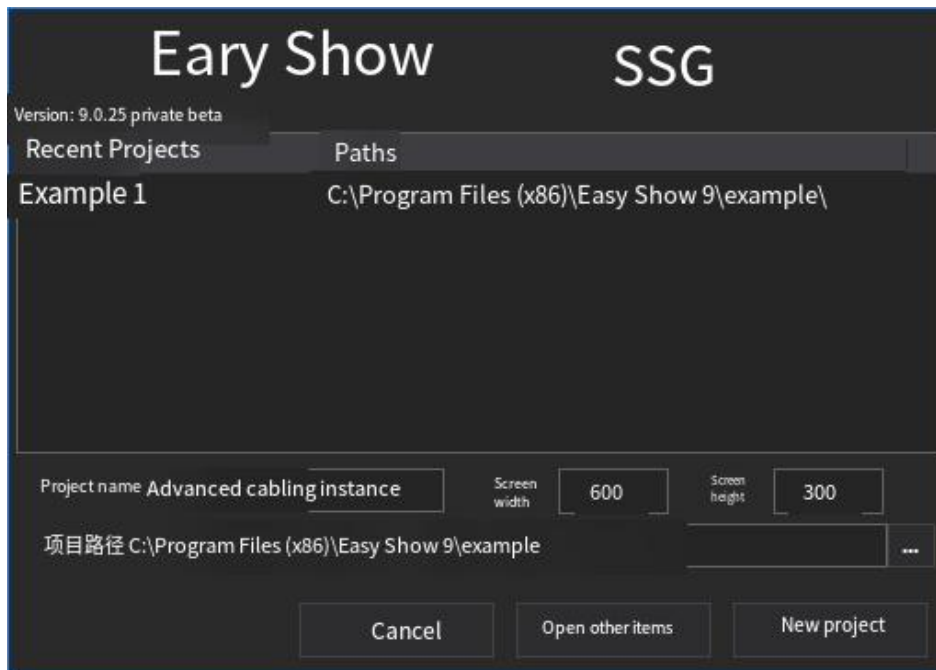 Eary Show SSG
Version: 9.0.25 private beta
Recent Projects Paths
Example 1 C:\Program Files (x86)\Easy Show 9\example\
Project name Advanced cabling instance Screen width 600 Screen height 300
项目路径 C:\Program Files (x86)\Easy Show 9\example ...
Cancel Open other items New project